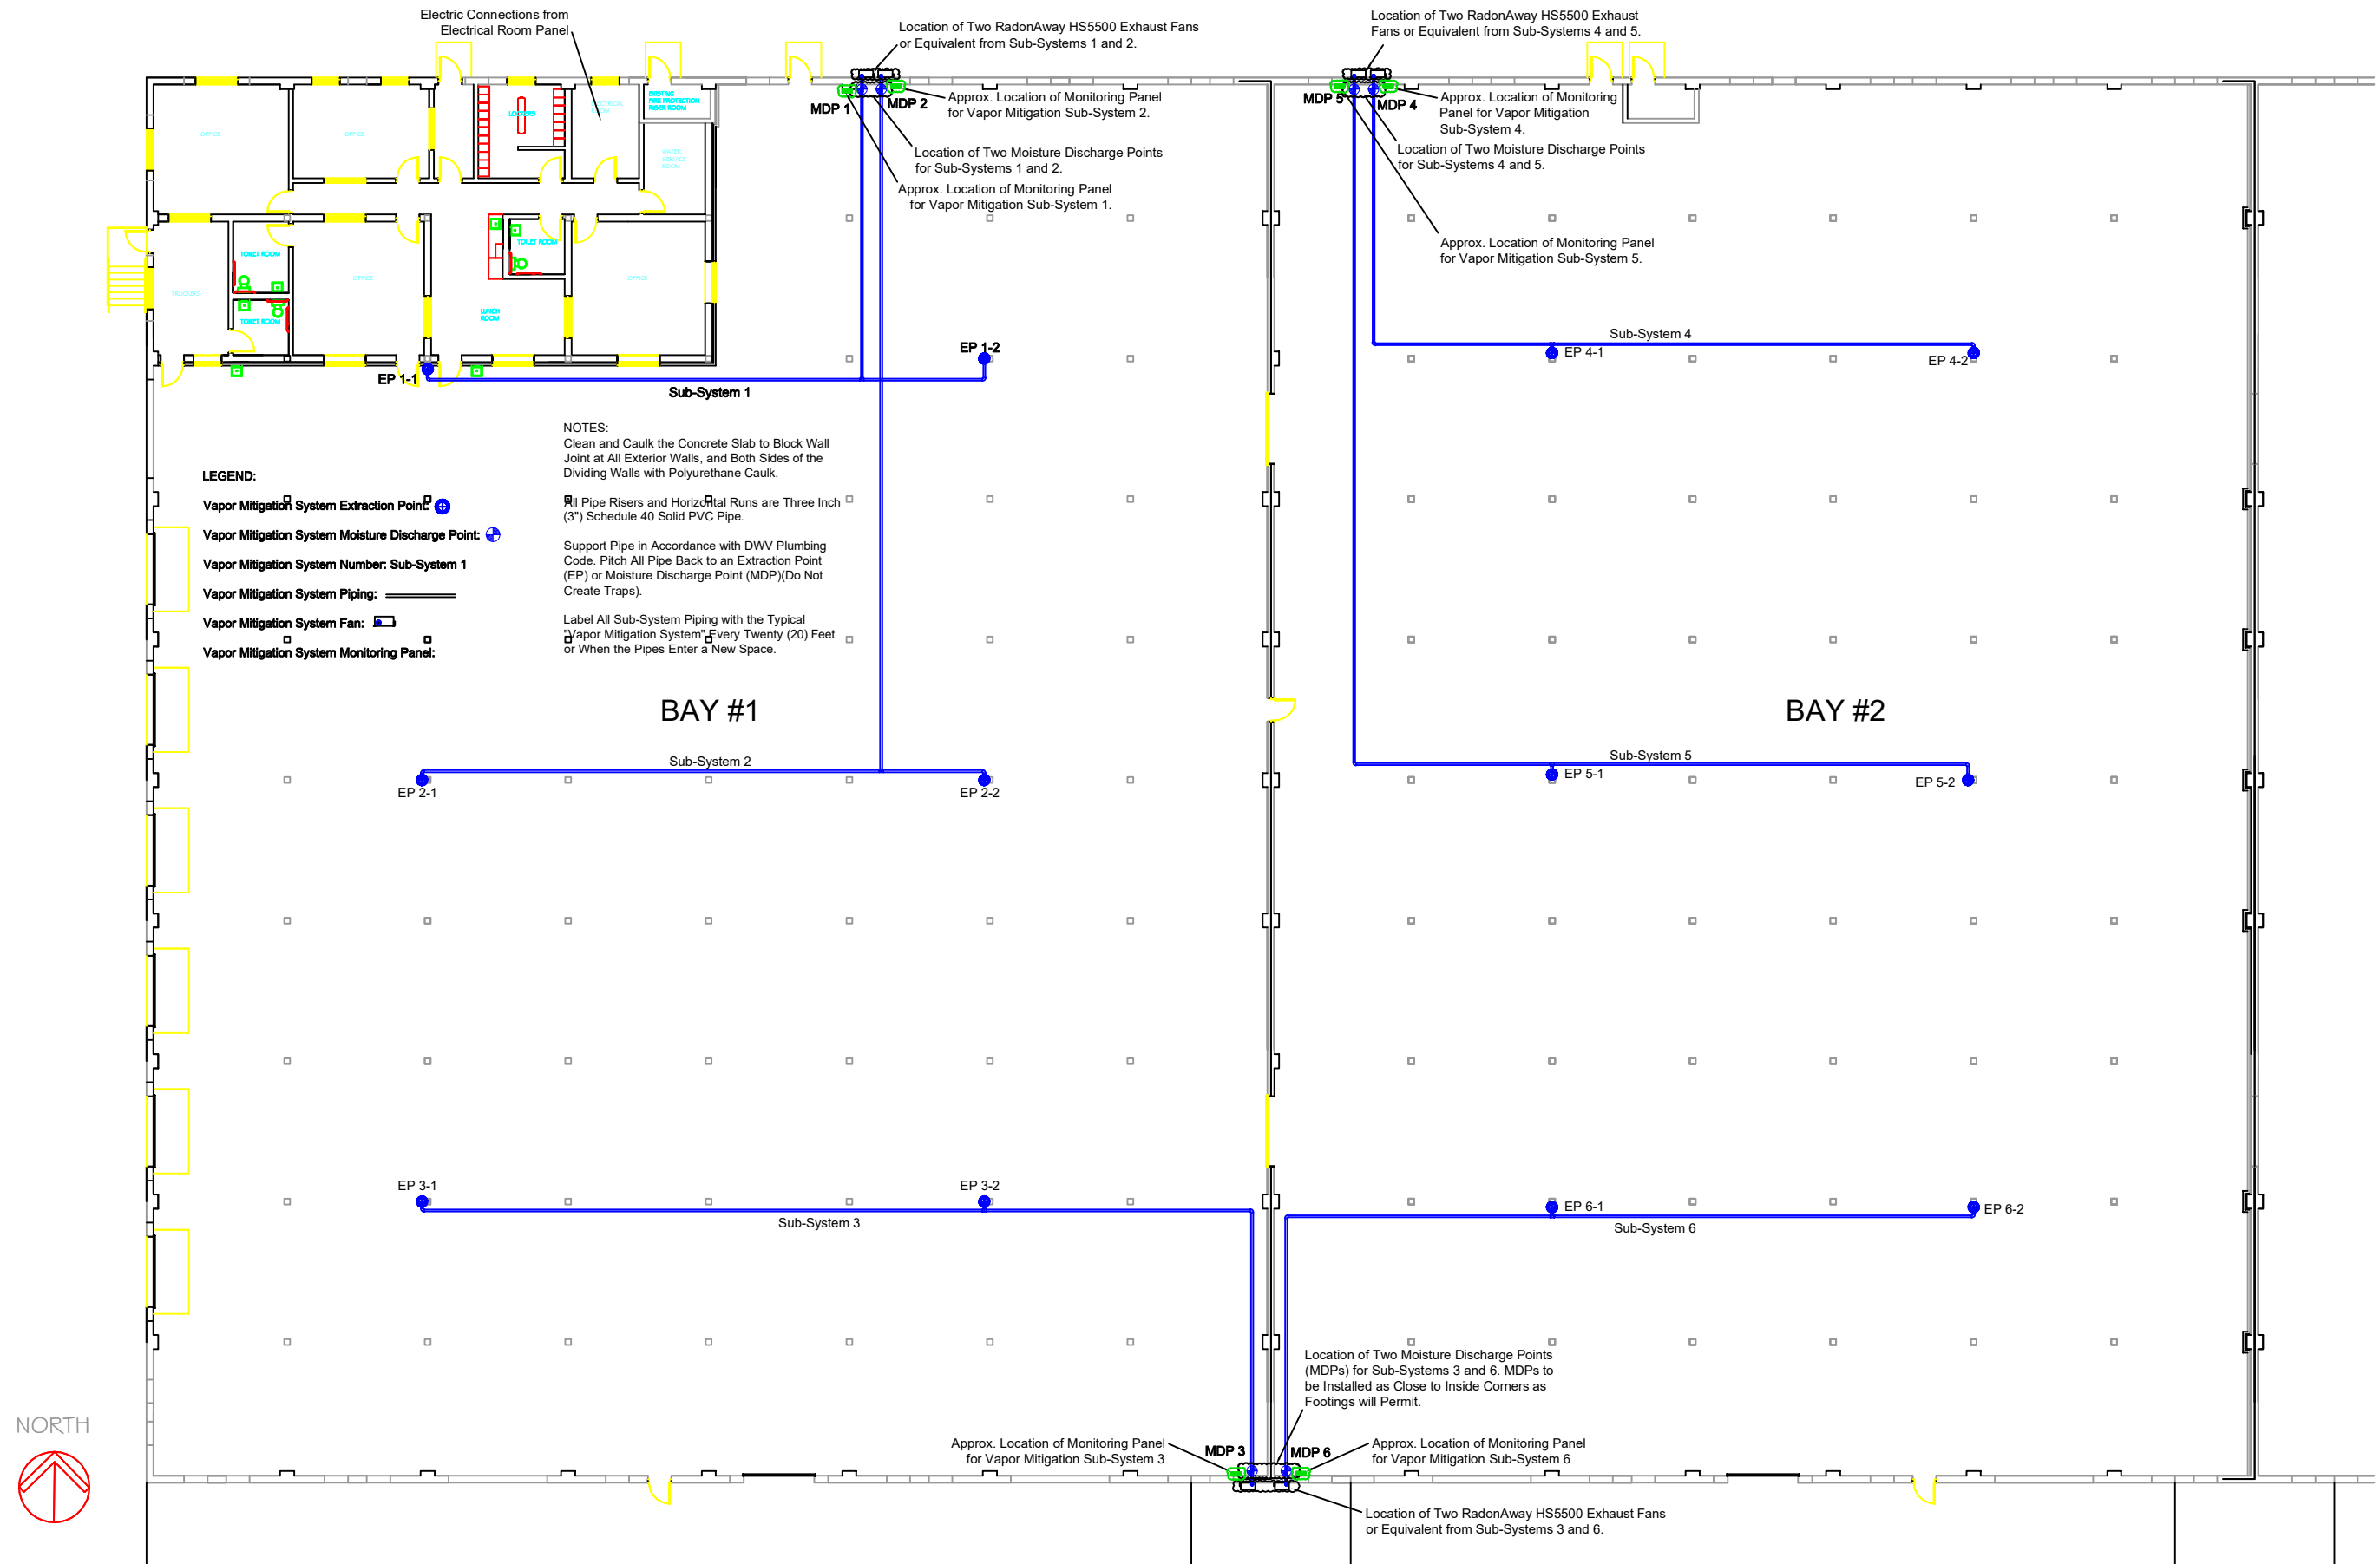 Electric Connections from
Electrical Room Panel
Location of Two RadonAway HS5500 Exhaust Fans
or Equivalent from Sub-Systems 1 and 2.
Location of Two RadonAway HS5500 Exhaust
Fans or Equivalent from Sub-Systems 4 and 5.
MDP 1
MDP 2
Approx. Location of Monitoring Panel
for Vapor Mitigation Sub-System 2.
Location of Two Moisture Discharge Points
for Sub-Systems 1 and 2.
Approx. Location of Monitoring Panel
for Vapor Mitigation Sub-System 1.
MDP 5
MDP 4
Approx. Location of Monitoring
Panel for Vapor Mitigation
Sub-System 4.
Location of Two Moisture Discharge Points
for Sub-Systems 4 and 5.
Approx. Location of Monitoring Panel
for Vapor Mitigation Sub-System 5.
OFFICE
OFFICE
LOCKERS
ELECTRICAL
ROOM
EXISTING
FIRE PROTECTION
RISER ROOM
WATER
SERVICE
ROOM
TOILET ROOM
TOILET ROOM
TRUCKERS
OFFICE
OFFICE
LUNCH
ROOM
TOILET ROOM
EP 1-1
EP 1-2
Sub-System 1
Sub-System 4
EP 4-1
EP 4-2
NOTES:
Clean and Caulk the Concrete Slab to Block Wall
Joint at All Exterior Walls, and Both Sides of the
Dividing Walls with Polyurethane Caulk.
All Pipe Risers and Horizontal Runs are Three Inch
(3") Schedule 40 Solid PVC Pipe.
Support Pipe in Accordance with DWV Plumbing
Code. Pitch All Pipe Back to an Extraction Point
(EP) or Moisture Discharge Point (MDP)(Do Not
Create Traps).
Label All Sub-System Piping with the Typical
"Vapor Mitigation System" Every Twenty (20) Feet
or When the Pipes Enter a New Space.
LEGEND:
Vapor Mitigation System Extraction Point:
Vapor Mitigation System Moisture Discharge Point:
Vapor Mitigation System Number: Sub-System 1
Vapor Mitigation System Piping:
Vapor Mitigation System Fan:
Vapor Mitigation System Monitoring Panel:
BAY #1
BAY #2
Sub-System 2
EP 2-1
EP 2-2
Sub-System 5
EP 5-1
EP 5-2
EP 3-1
EP 3-2
Sub-System 3
EP 6-1
EP 6-2
Sub-System 6
Location of Two Moisture Discharge Points
(MDPs) for Sub-Systems 3 and 6. MDPs to
be Installed as Close to Inside Corners as
Footings will Permit.
Approx. Location of Monitoring Panel
for Vapor Mitigation Sub-System 3
MDP 3
MDP 6
Approx. Location of Monitoring Panel
for Vapor Mitigation Sub-System 6
Location of Two RadonAway HS5500 Exhaust Fans
or Equivalent from Sub-Systems 3 and 6.
NORTH